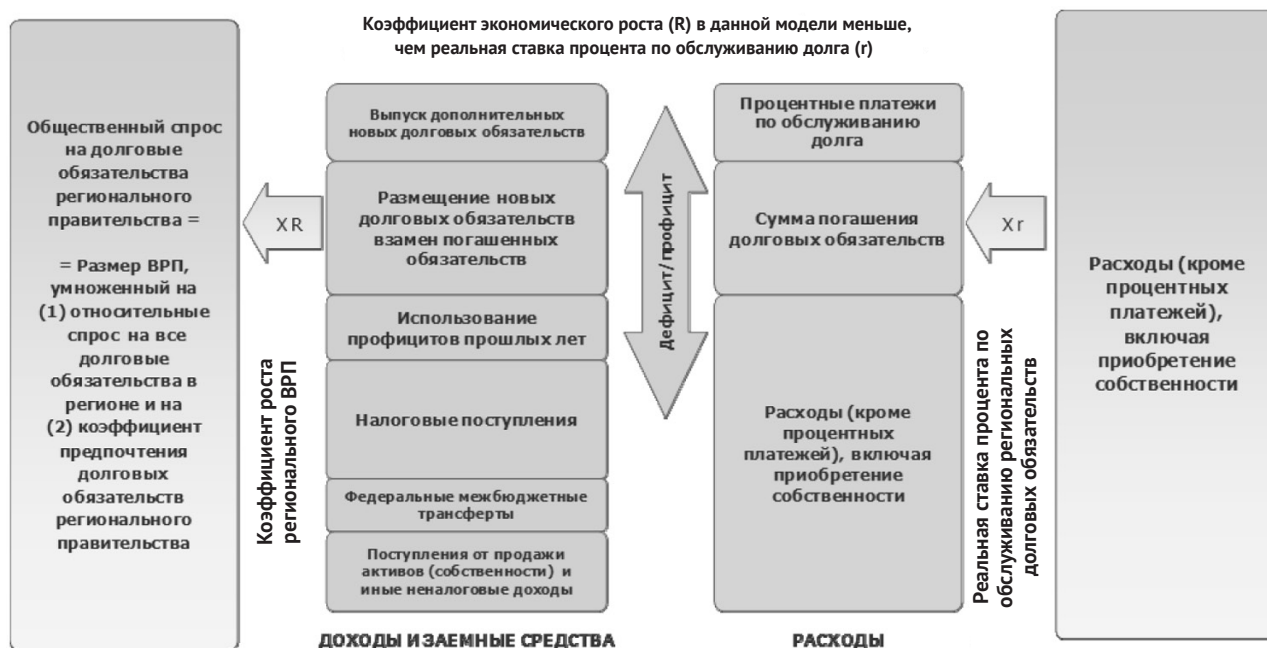 Коэффициент экономического роста (R) в данной модели меньше,
чем реальная ставка процента по обслуживанию долга (r)
Общественный спрос
на долговые
обязательства
регионального
правительства =
= Размер ВРП,
умноженный на
(1) относительные
спрос на все
долговые
обязательства в
регионе и на
(2) коэффициент
предпочтения
долговых
обязательств
регионального
правительства
X R
Коэффициент роста
регионального ВРП
Выпуск дополнительных
новых долговых обязательств
Размещение новых
долговых обязательств
взамен погашенных
обязательств
Использование
профицитов прошлых лет
Налоговые поступления
Федеральные межбюджетные
трансферты
Поступления от продажи
активов (собственности) и
иные неналоговые доходы
ДОХОДЫ И ЗАЕМНЫЕ СРЕДСТВА
Дефицит/профицит
Процентные платежи
по обслуживанию
долга
Сумма погашения
долговых обязательств
Расходы (кроме
процентных
платежей), включая
приобретение
собственности
РАСХОДЫ
X r
Реальная ставка процента по
обслуживанию региональных
долговых обязательств
Расходы (кроме
процентных
платежей),
включая
приобретение
собственности